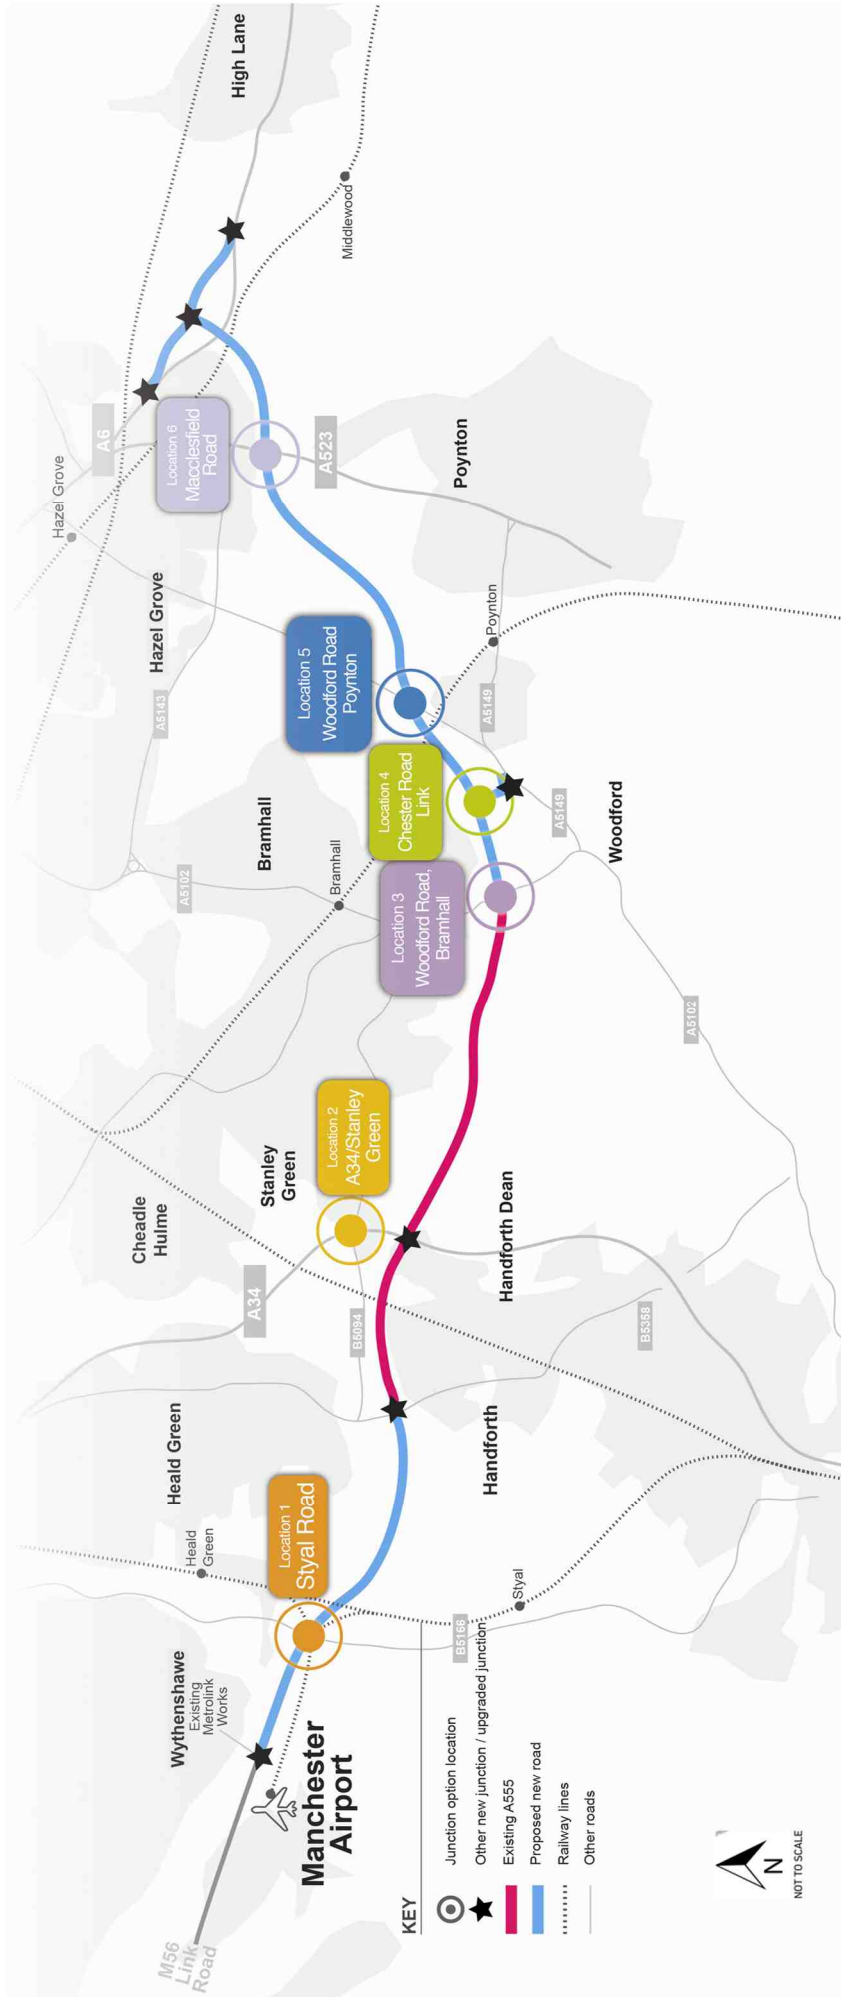 High Lane
Middlewood
A6
Hazel Grove
Location 6
Macclesfield
Road
A523
Poynton
Hazel Grove
A5143
Location 5
Woodford Road
Poynton
Poynton
A5149
Location 4
Chester Road
Link
A5149
Woodford
Bramhall
Bramhall
A5102
Location 3
Woodford Road,
Bramhall
A5102
Location 2
A34/Stanley
Green
Stanley
Green
Cheadle
Hulme
A34
B5094
Handforth Dean
B5358
Heald Green
Handforth
Location 1
Styal Road
Heald
Green
Styal
B5166
Wythenshawe
Existing
Metrolink
Works
Manchester
Airport
M56
Link
Road
KEY
Junction option location
Other new junction / upgraded junction
Existing A555
Proposed new road
Railway lines
Other roads
N
NOT TO SCALE